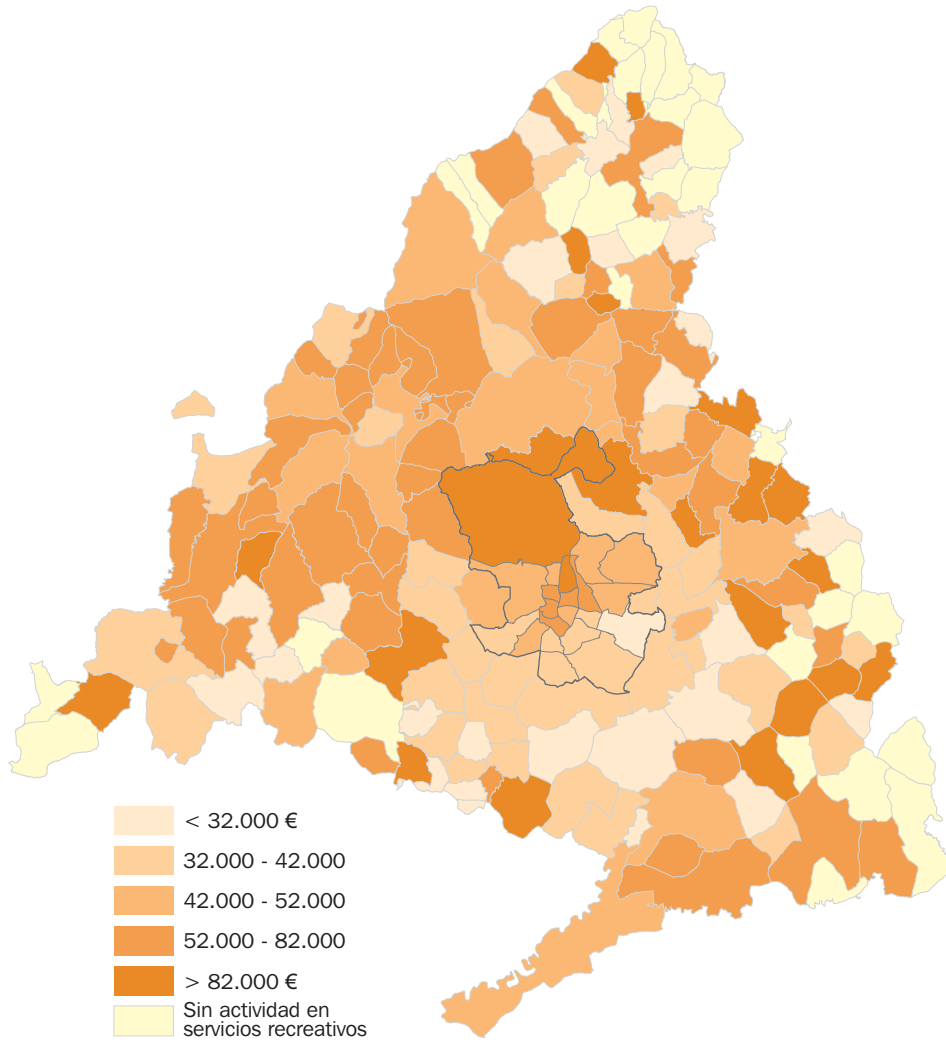 < 32.000 €
32.000 - 42.000
42.000 - 52.000
52.000 - 82.000
> 82.000 €
Sin actividad en
servicios recreativos